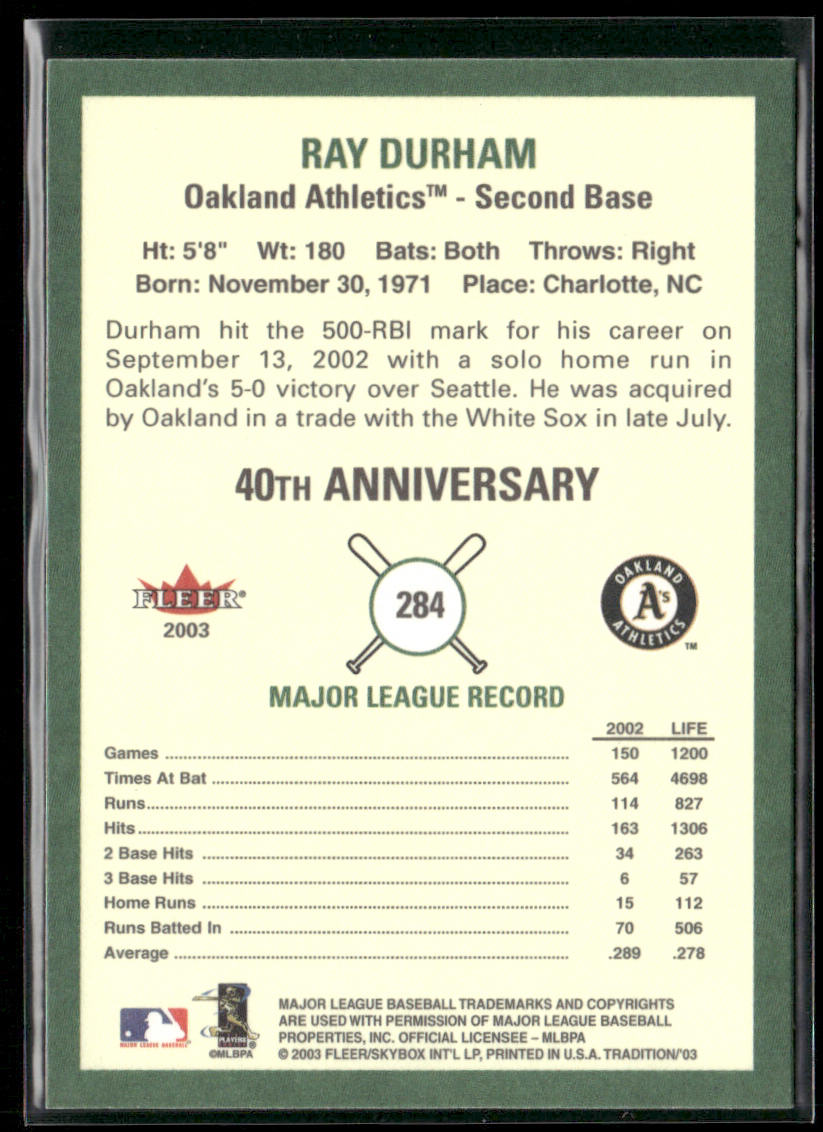 RAY DURHAM
Oakland Athletics™ - Second Base
Ht: 5'8" Wt: 180 Bats: Both Throws: Right
Born: November 30, 1971 Place: Charlotte, NC
Durham hit the 500-RBI mark for his career on
September 13, 2002 with a solo home run in
Oakland's 5-0 victory over Seattle. He was acquired
by Oakland in a trade with the White Sox in late July.
40TH ANNIVERSARY
FLEER®
2003
284
OAKLAND
A's
ATHLETICS
TM
MAJOR LEAGUE RECORD
2002 LIFE
Games 150 1200
Times At Bat 564 4698
Runs 114 827
Hits 163 1306
2 Base Hits 34 263
3 Base Hits 6 57
Home Runs 15 112
Runs Batted In 70 506
Average .289 .278
MAJOR LEAGUE BASEBALL
PLAYERS
®
©MLBPA
MAJOR LEAGUE BASEBALL TRADEMARKS AND COPYRIGHTS
ARE USED WITH PERMISSION OF MAJOR LEAGUE BASEBALL
PROPERTIES, INC. OFFICIAL LICENSEE – MLBPA
© 2003 FLEER/SKYBOX INT'L LP, PRINTED IN U.S.A. TRADITION/'03